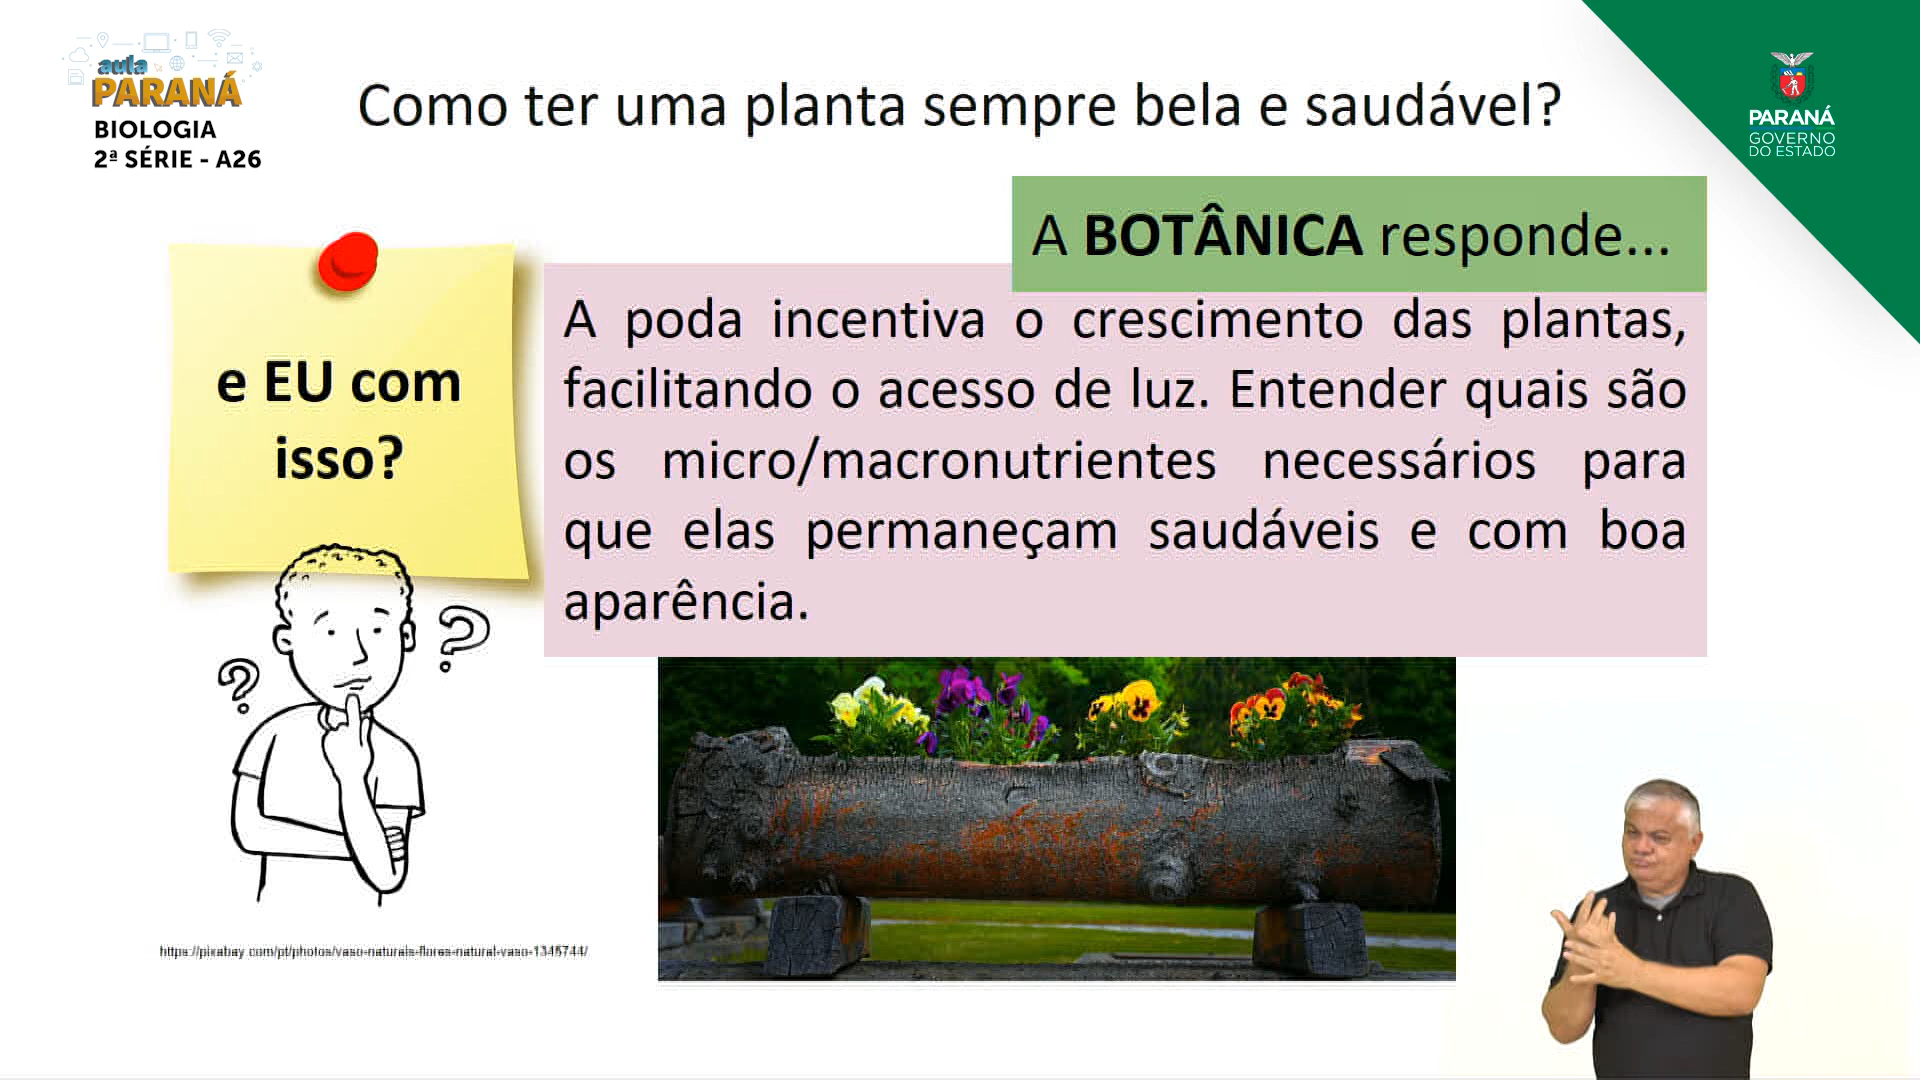 aula
PARANÁ
BIOLOGIA
2ª SÉRIE - A26
Como ter uma planta sempre bela e saudável?
PARANÁ
GOVERNO
DO ESTADO
A BOTÂNICA responde...
e EU com
isso?
A poda incentiva o crescimento das plantas,
facilitando o acesso de luz. Entender quais são
os micro/macronutrientes necessários para
que elas permaneçam saudáveis e com boa
aparência.
?
?
https://pixabay.com/pt/photos/vaso-naturais-flores-natural-vaso-1345744/